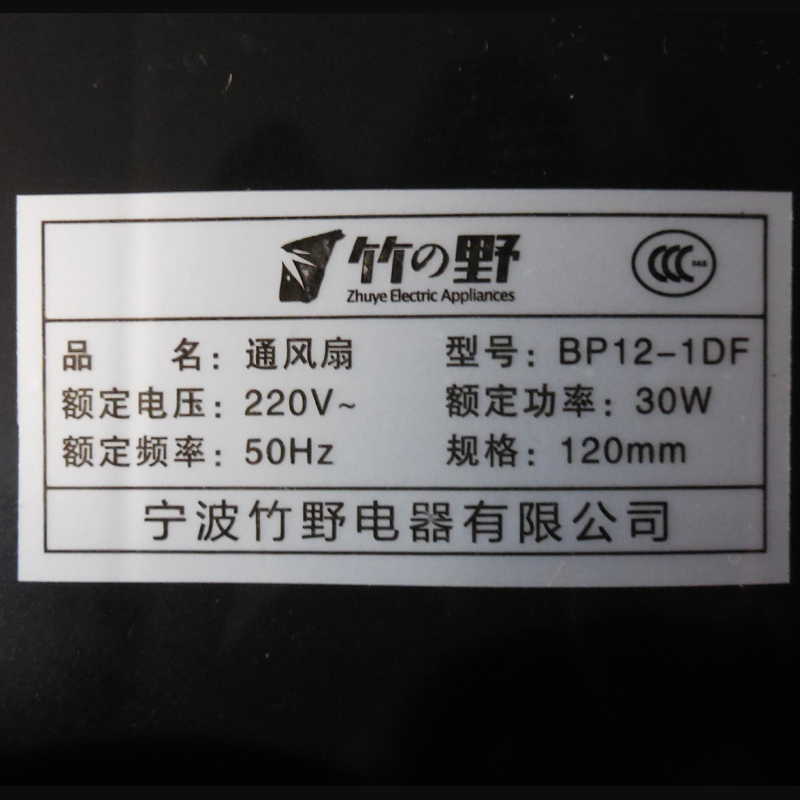 竹の野
Zhuye Electric Appliances
品 名：通风扇 型号：BP12-1DF
额定电压：220V~ 额定功率：30W
额定频率：50Hz 规格：120mm
宁波竹野电器有限公司